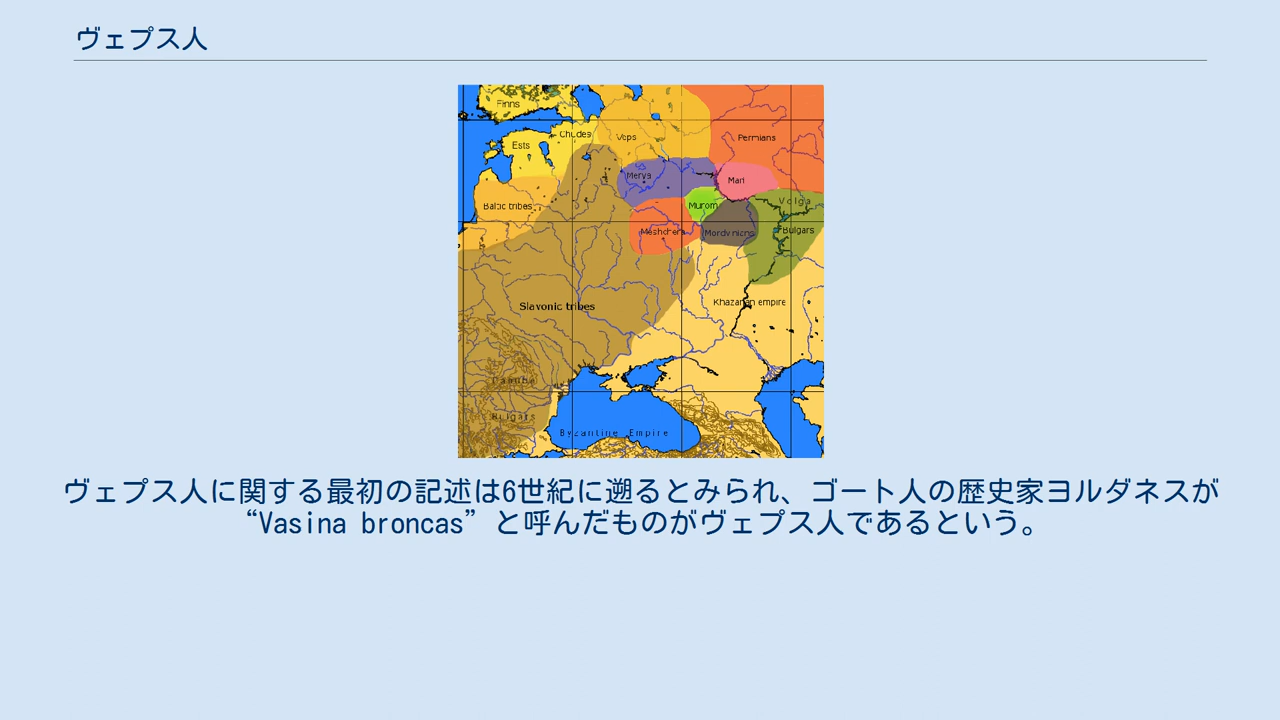 ヴェプス人
Finns
Chudes
Veps
Permians
Ests
Merya
Mari
Baltic tribes
Murom
Volga
Meshchera
Mordvinians
Bulgars
Slavonic tribes
Khazarian empire
Danube
Bulgars
Byzantine Empire
ヴェプス人に関する最初の記述は6世紀に遡るとみられ、ゴート人の歴史家ヨルダネスが
“Vasina broncas”と呼んだものがヴェプス人であるという。